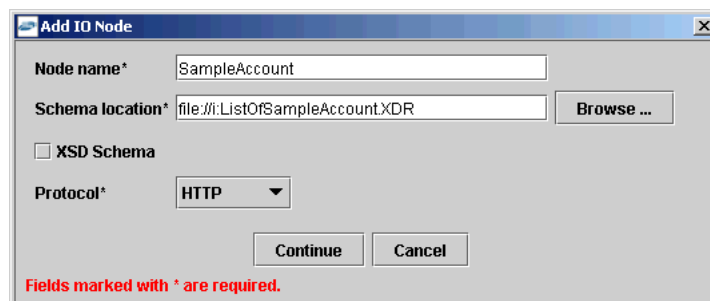 Add IO Node
Node name* SampleAccount
Schema location* file://i:ListOfSampleAccount.XDR Browse ...
XSD Schema
Protocol* HTTP
Continue Cancel
Fields marked with * are required.